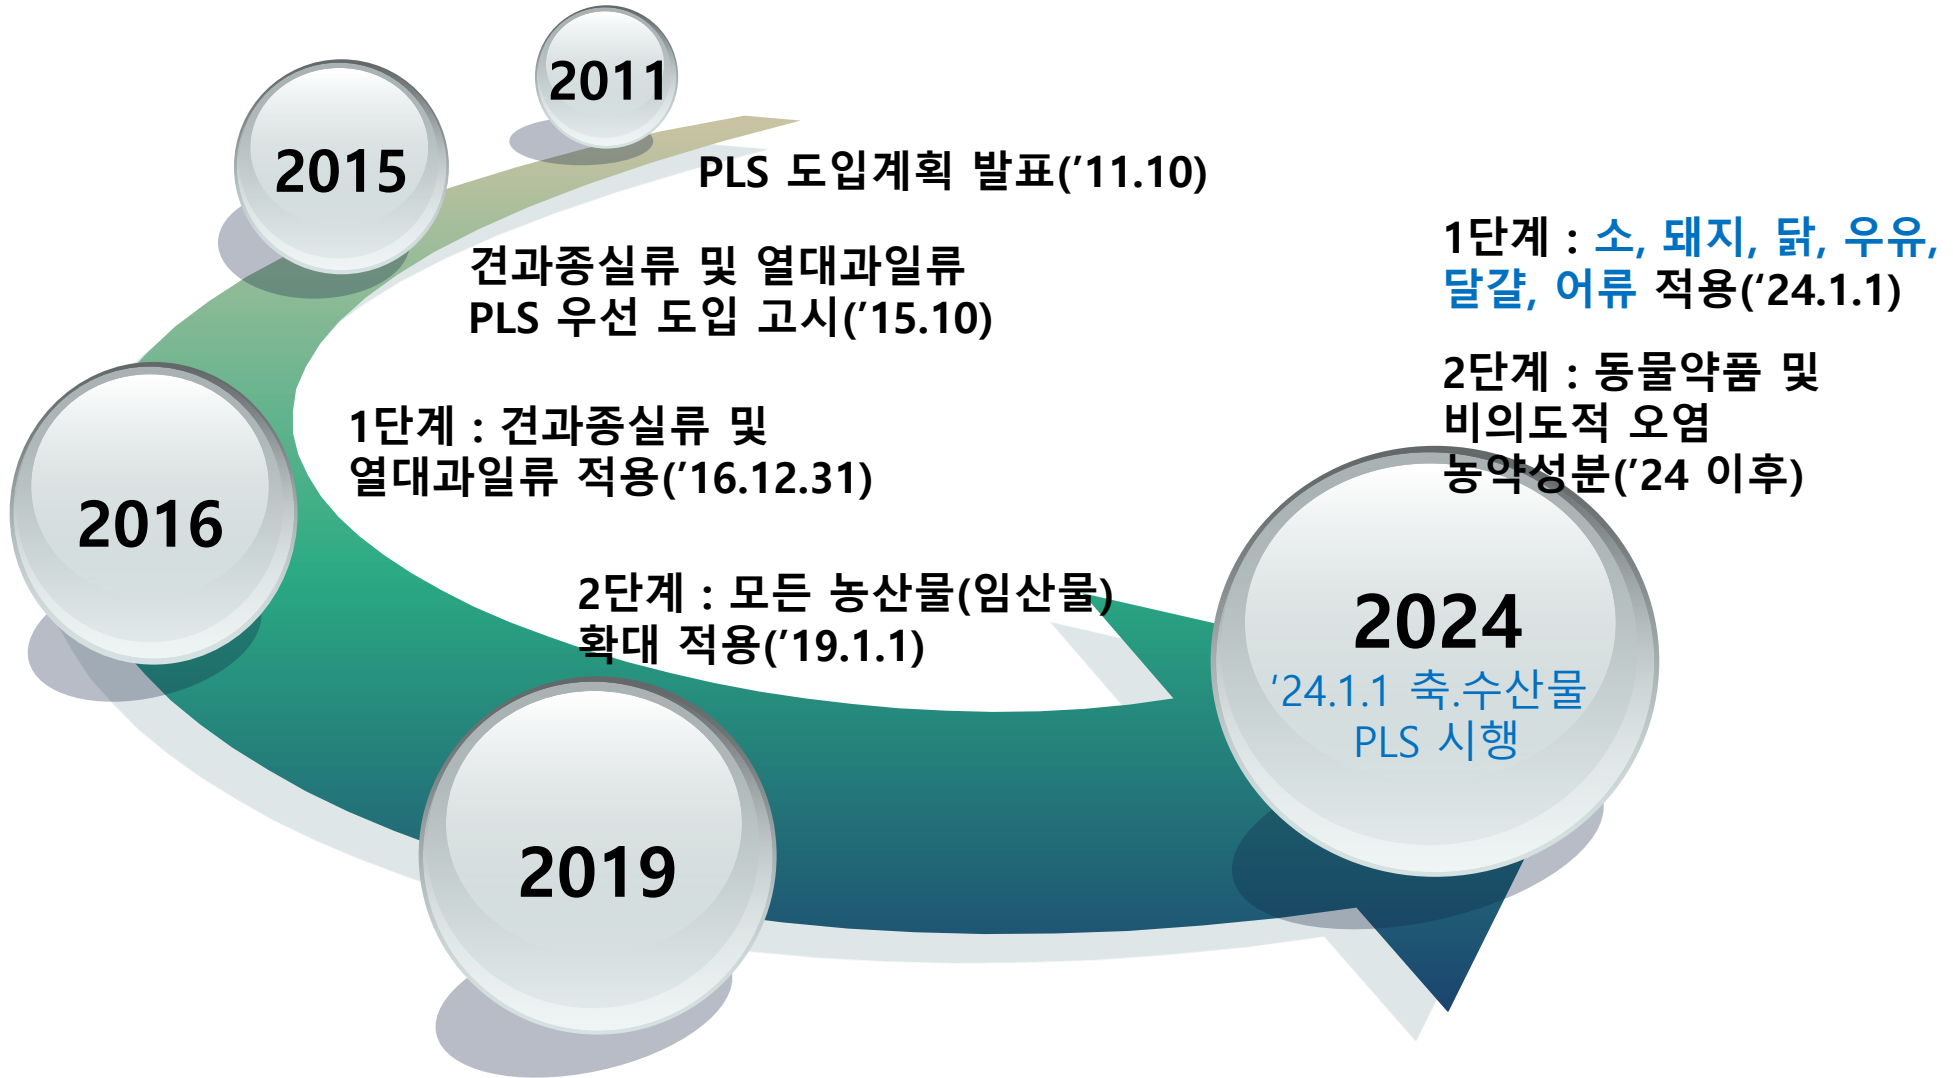 2011
PLS 도입계획 발표(’11.10)
2015
견과종실류 및 열대과일류
PLS 우선 도입 고시(’15.10)
2016
1단계 : 견과종실류 및
열대과일류 적용(’16.12.31)
2019
2단계 : 모든 농산물(임산물)
확대 적용(’19.1.1)
2024
‘24.1.1 축.수산물
PLS 시행
1단계 : 소, 돼지, 닭, 우유,
달걀, 어류 적용(‘24.1.1)
2단계 : 동물약품 및
비의도적 오염
농약성분(’24 이후)